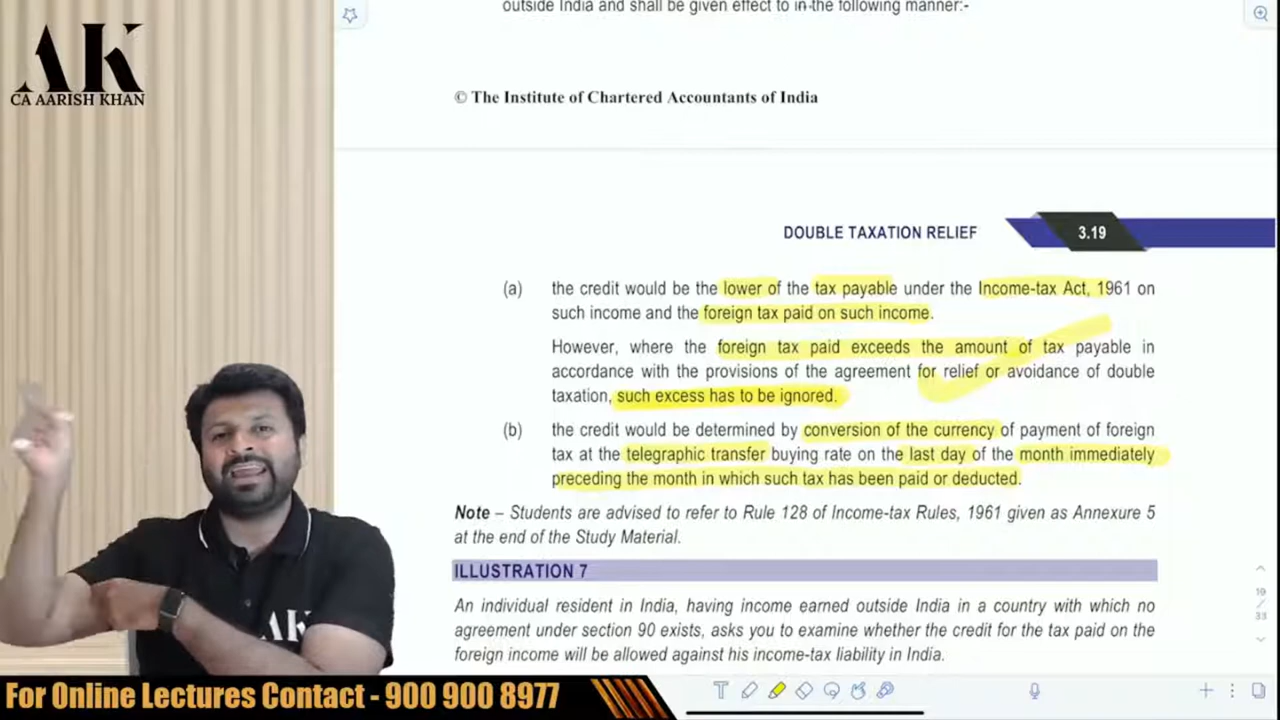 outside India and shall be given effect to in the following manner:-
AK
CA AARISH KHAN
© The Institute of Chartered Accountants of India
DOUBLE TAXATION RELIEF
3.19
(a) the credit would be the lower of the tax payable under the Income-tax Act, 1961 on
such income and the foreign tax paid on such income.
However, where the foreign tax paid exceeds the amount of tax payable in
accordance with the provisions of the agreement for relief or avoidance of double
taxation, such excess has to be ignored.
(b) the credit would be determined by conversion of the currency of payment of foreign
tax at the telegraphic transfer buying rate on the last day of the month immediately
preceding the month in which such tax has been paid or deducted.
Note – Students are advised to refer to Rule 128 of Income-tax Rules, 1961 given as Annexure 5
at the end of the Study Material.
ILLUSTRATION 7
An individual resident in India, having income earned outside India in a country with which no
agreement under section 90 exists, asks you to examine whether the credit for the tax paid on the
foreign income will be allowed against his income-tax liability in India.
19
/
33
AK
For Online Lectures Contact - 900 900 8977